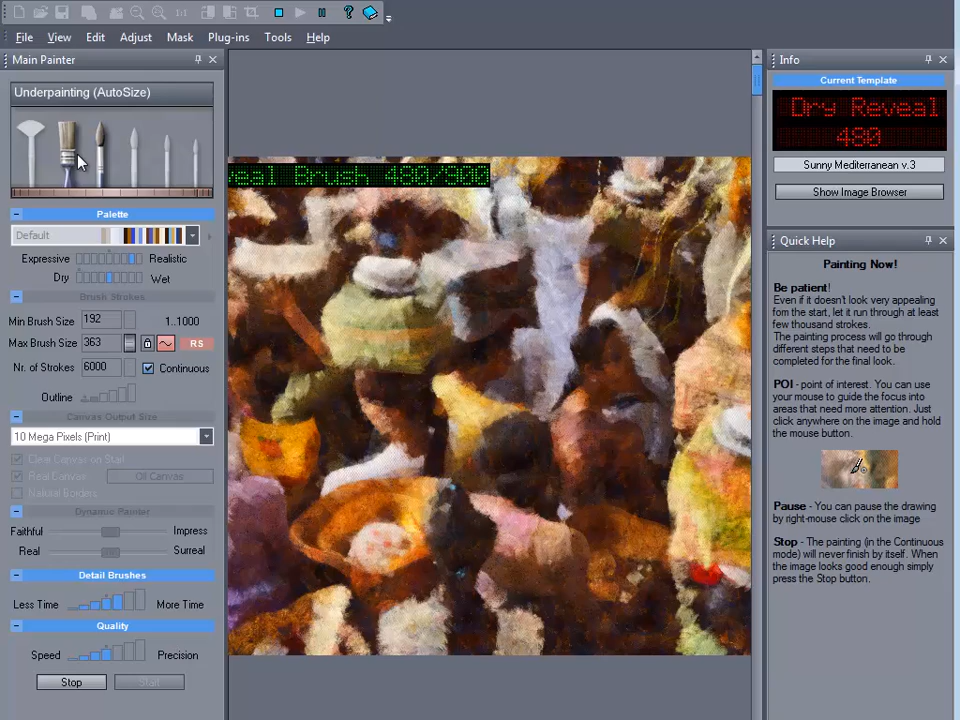 1:1
File View Edit Adjust Mask Plug-ins Tools Help
Main Painter
Underpainting (AutoSize)
Palette
Default
Expressive Realistic
Dry Wet
Brush Strokes
Min Brush Size 192 1..1000
Max Brush Size 363 RS
Nr. of Strokes 6000 Continuous
Outline
Canvas Output Size
10 Mega Pixels (Print)
Clear Canvas on Start
Real Canvas Oil Canvas
Natural Borders
Dynamic Painter
Faithful Impress
Real Surreal
Detail Brushes
Less Time More Time
Quality
Speed Precision
Stop Start
veal Brush 480/900
Info
Current Template
Dry Reveal
480
Sunny Mediterranean v.3
Show Image Browser
Quick Help
Painting Now!
Be patient!
Even if it doesn't look very appealing
fom the start, let it run through at least
few thousand strokes.
The painting process will go through
different steps that need to be
completed for the final look.
POI - point of interest. You can use
your mouse to guide the focus into
areas that need more attention. Just
click anywhere on the image and hold
the mouse button.
Pause - You can pause the drawing
by right-mouse click on the image
Stop - The painting (in the Continuous
mode) will never finish by itself. When
the image looks good enough simply
press the Stop button.